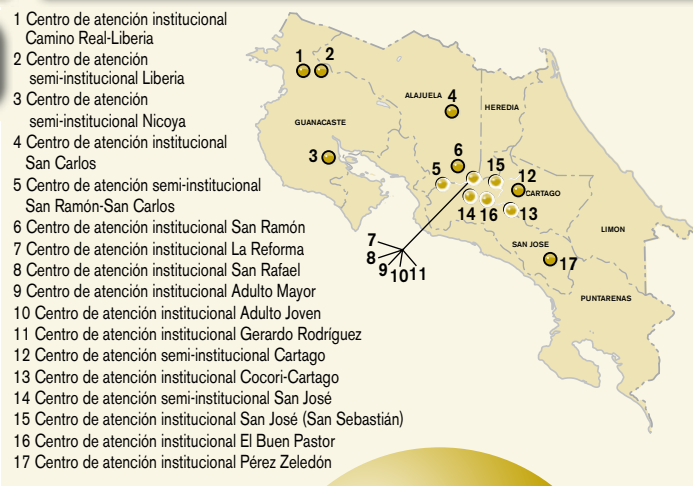 1 Centro de atención institucional
Camino Real-Liberia
2 Centro de atención
semi-institucional Liberia
3 Centro de atención
semi-institucional Nicoya
4 Centro de atención institucional
San Carlos
5 Centro de atención semi-institucional
San Ramón-San Carlos
6 Centro de atención institucional San Ramón
7 Centro de atención institucional La Reforma
8 Centro de atención institucional San Rafael
9 Centro de atención institucional Adulto Mayor
10 Centro de atención institucional Adulto Joven
11 Centro de atención institucional Gerardo Rodríguez
12 Centro de atención semi-institucional Cartago
13 Centro de atención institucional Cocori-Cartago
14 Centro de atención semi-institucional San José
15 Centro de atención institucional San José (San Sebastián)
16 Centro de atención institucional El Buen Pastor
17 Centro de atención institucional Pérez Zeledón
1 2
ALAJUELA
4
HEREDIA
GUANACASTE
3
6
15
5
12
CARTAGO
14 16 13
LIMON
7
8
9 10 11
SAN JOSE
17
PUNTARENAS